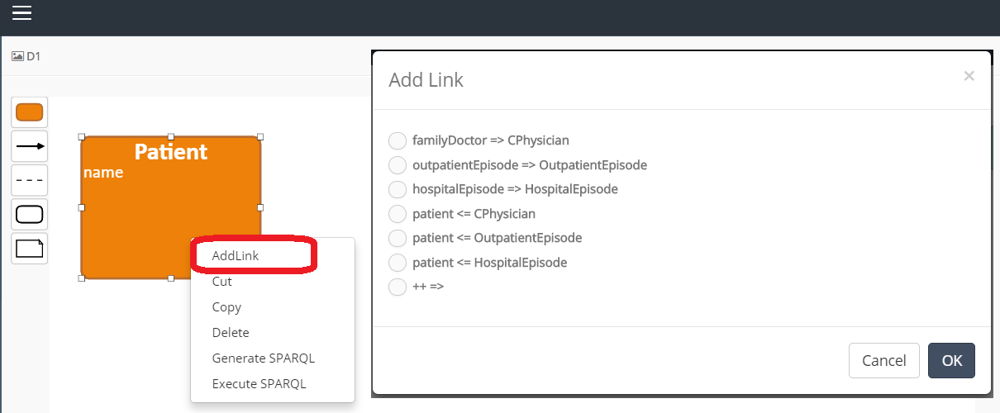 D1
Patient
name
AddLink
Cut
Copy
Delete
Generate SPARQL
Execute SPARQL
Add Link
×
familyDoctor => CPhysician
outpatientEpisode => OutpatientEpisode
hospitalEpisode => HospitalEpisode
patient <= CPhysician
patient <= OutpatientEpisode
patient <= HospitalEpisode
++ =>
Cancel
OK